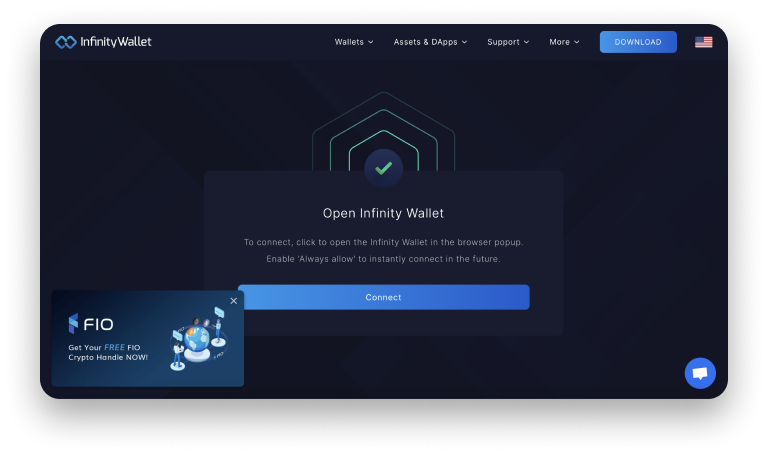 InfinityWallet
Wallets
Assets & DApps
Support
More
DOWNLOAD
Open Infinity Wallet
To connect, click to open the Infinity Wallet in the browser popup.
Enable 'Always allow' to instantly connect in the future.
Connect
FIO
Get Your FREE FIO
Crypto Handle NOW!